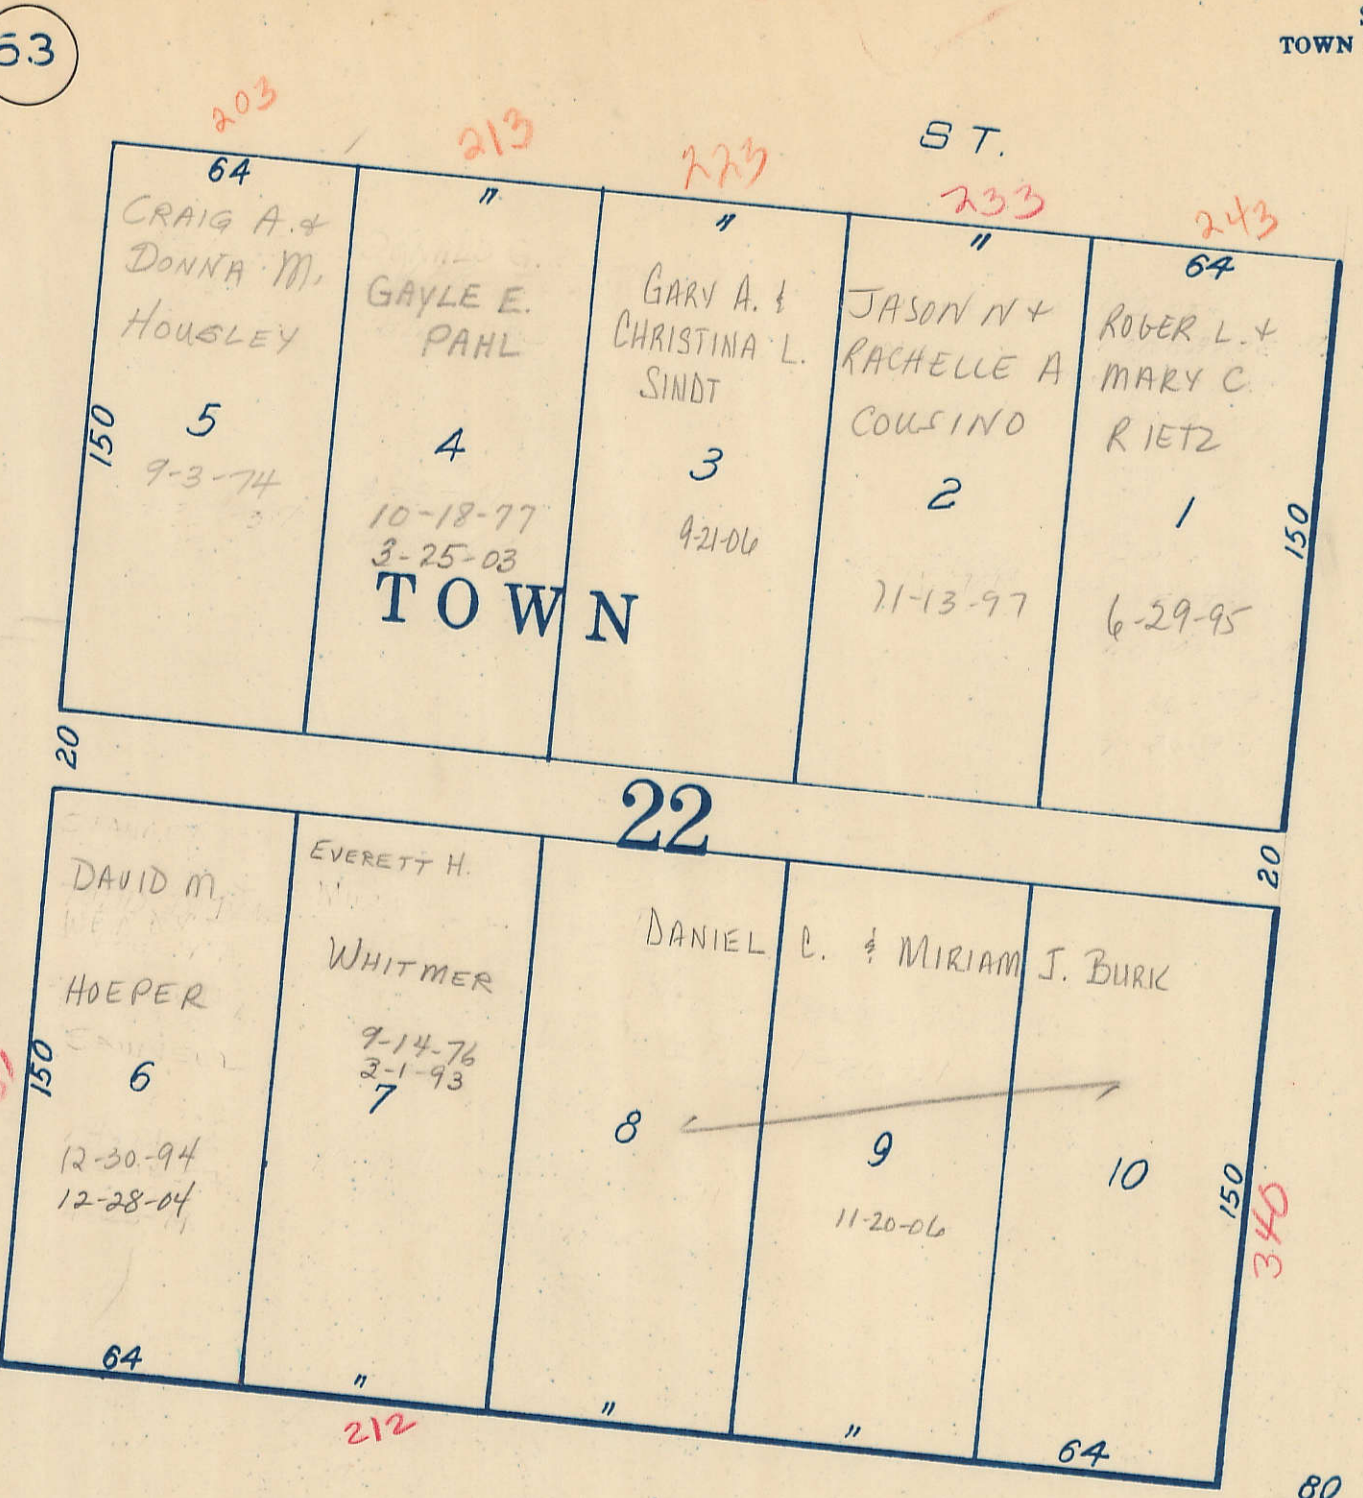 53
TOWN
ST.
203
213
223
233
243
64
"
"
"
64
CRAIG A. &
DONNA M.
HOUSLEY
5
9-3-74
150
GAYLE E.
PAHL
4
10-18-77
3-25-03
GARY A. &
CHRISTINA L.
SINDT
3
9-21-06
JASON N &
RACHELLE A
COUSINO
2
11-13-97
ROGER L. &
MARY C.
RIETZ
1
6-29-95
150
TOWN
20
22
20
DAVID M.
HOEPER
6
12-30-94
12-28-04
150
EVERETT H.
WHITMER
9-14-76
3-1-93
7
DANIEL C. & MIRIAM J. BURK
8
9
10
11-20-06
150
340
64
"
"
"
64
212
80